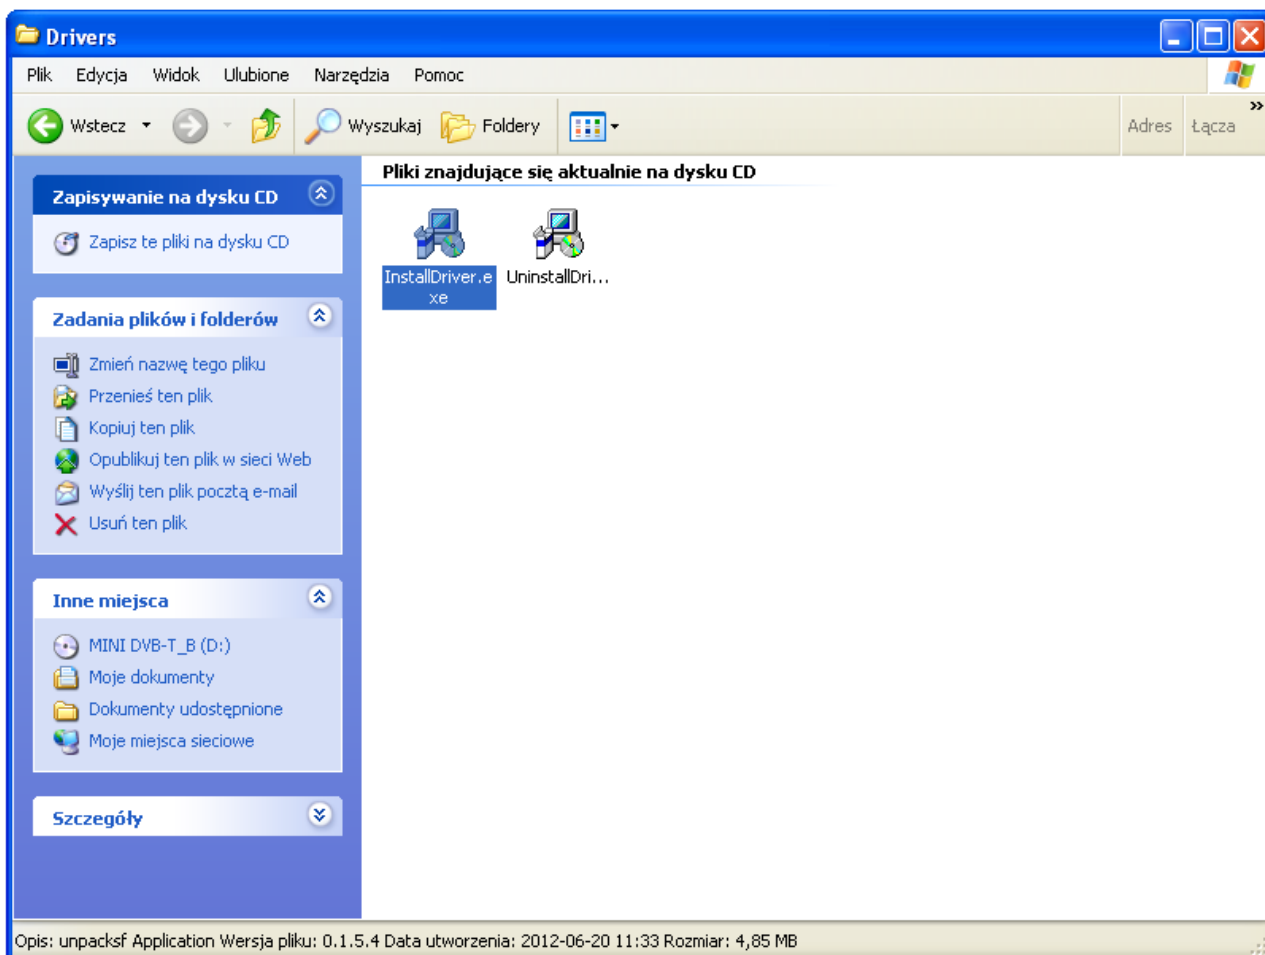 Drivers
Plik Edycja Widok Ulubione Narzędzia Pomoc
Wstecz Wyszukaj Foldery Adres Łącza »
Pliki znajdujące się aktualnie na dysku CD
Zapisywanie na dysku CD
Zapisz te pliki na dysku CD
InstallDriver.e
xe
UninstallDri...
Zadania plików i folderów
Zmień nazwę tego pliku
Przenieś ten plik
Kopiuj ten plik
Opublikuj ten plik w sieci Web
Wyślij ten plik pocztą e-mail
Usuń ten plik
Inne miejsca
MINI DVB-T_B (D:)
Moje dokumenty
Dokumenty udostępnione
Moje miejsca sieciowe
Szczegóły
Opis: unpacksf Application Wersja pliku: 0.1.5.4 Data utworzenia: 2012-06-20 11:33 Rozmiar: 4,85 MB